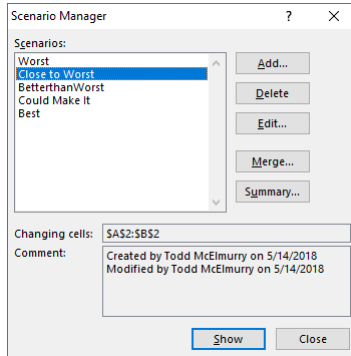 Scenario Manager ? ×
Scenarios:
Worst
Close to Worst
BetterthanWorst
Could Make It
Best
Add...
Delete
Edit...
Merge...
Summary...
Changing cells: $A$2:$B$2
Comment: Created by Todd McElmurry on 5/14/2018
Modified by Todd McElmurry on 5/14/2018
Show Close